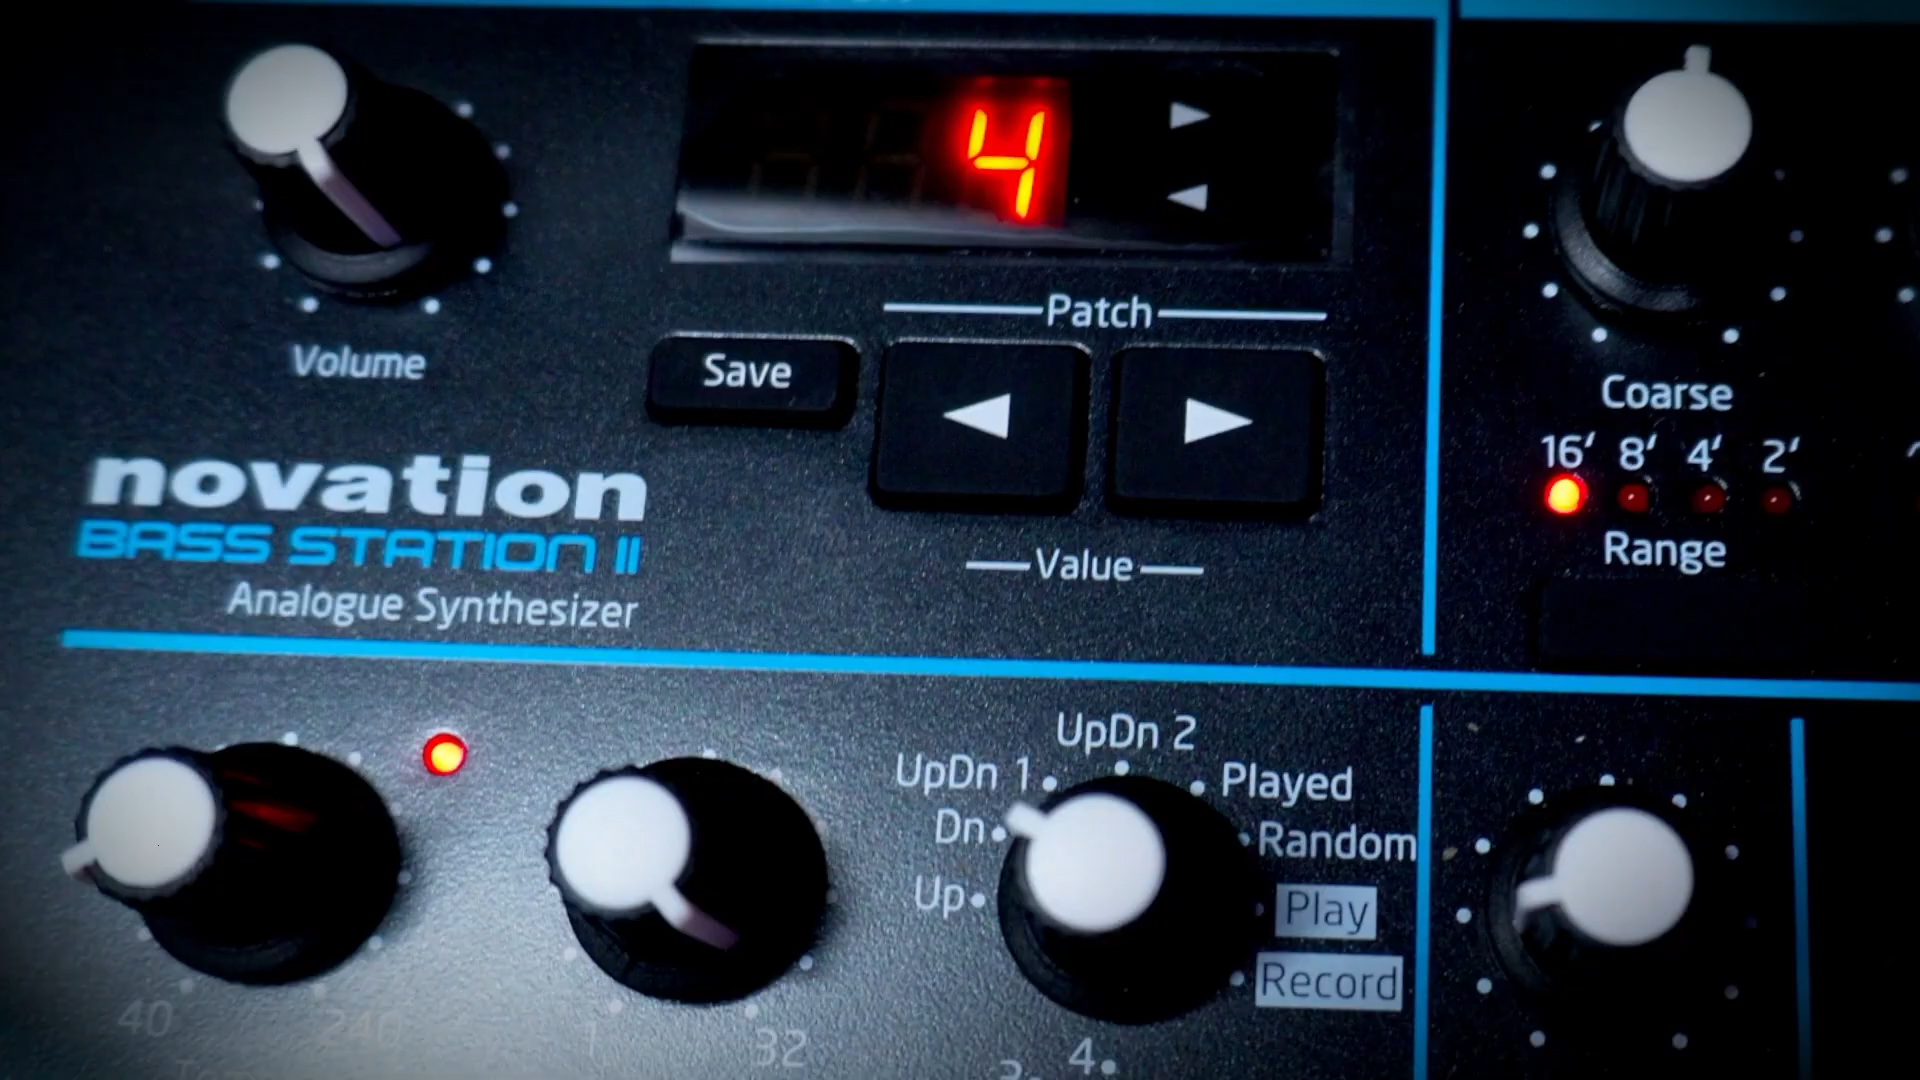 4
Patch
Save
Volume
Value
novation
BASS STATION II
Analogue Synthesizer
Coarse
16' 8' 4' 2'
Range
UpDn 2
UpDn 1
Played
Dn
Random
Up
Play
Record
40
240
1
32
4